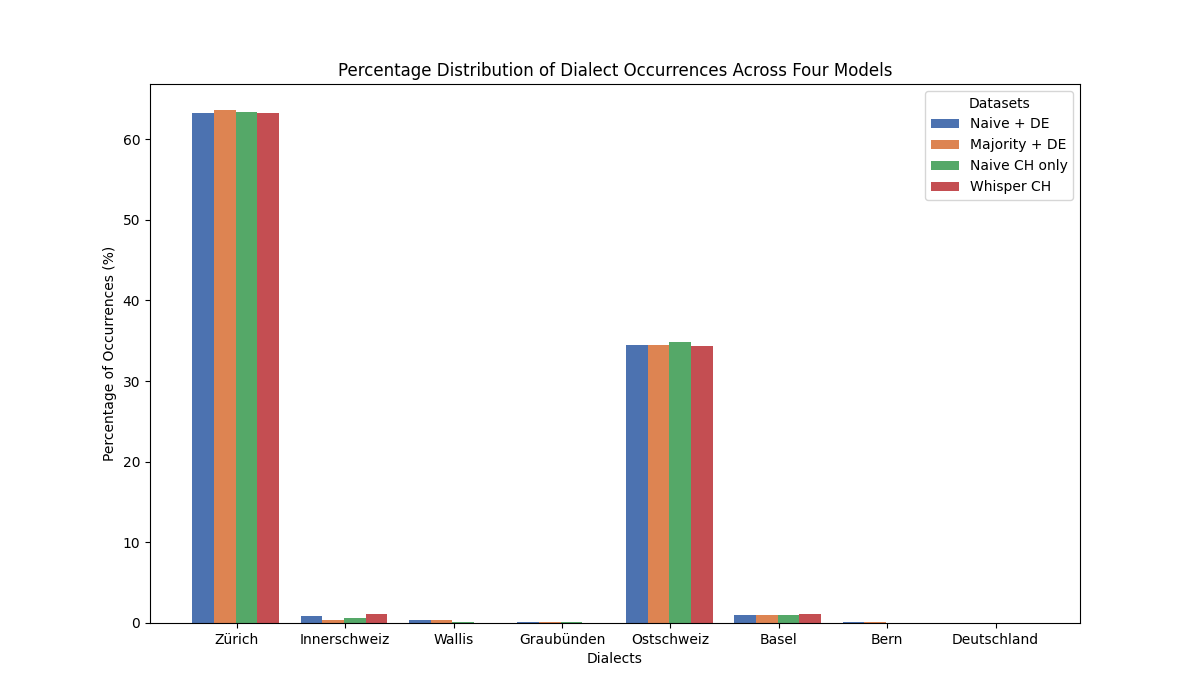 Percentage Distribution of Dialect Occurrences Across Four Models
Percentage of Occurrences (%)
60
50
40
30
20
10
0
Datasets
Naive + DE
Majority + DE
Naive CH only
Whisper CH
Zürich Innerschweiz Wallis Graubünden Ostschweiz Basel Bern Deutschland
Dialects